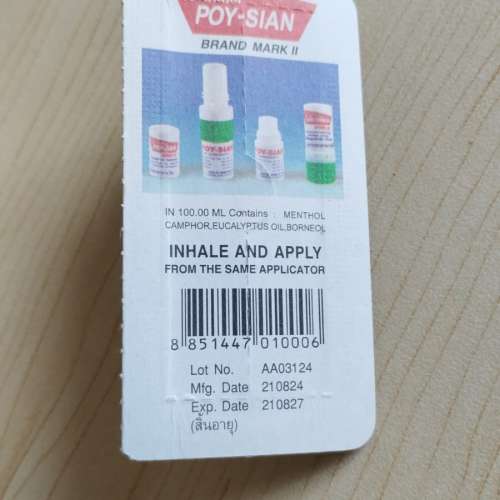 POY-SIAN
BRAND MARK II
POY-SIAN
IN 100.00 ML Contains : MENTHOL
CAMPHOR,EUCALYPTUS OIL,BORNEOL
INHALE AND APPLY
FROM THE SAME APPLICATOR
8 851447 010006
Lot No. AA03124
Mfg. Date 210824
Exp. Date 210827
(สิ้นอายุ)